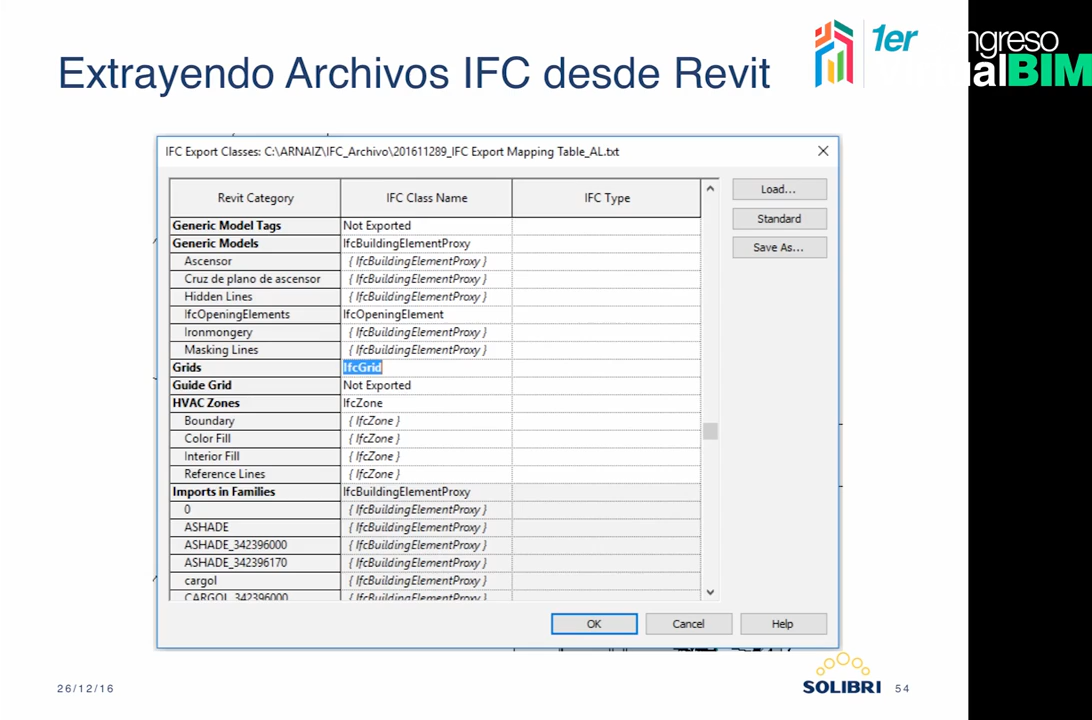 Extrayendo Archivos IFC desde Revit
1er
ngreso
ualBIM
IFC Export Classes: C:\ARNAIZ\IFC_Archivo\201611289_IFC Export Mapping Table_AL.txt
Revit Category IFC Class Name IFC Type
Load...
Standard
Save As...
Generic Model Tags Not Exported
Generic Models IfcBuildingElementProxy
Ascensor { IfcBuildingElementProxy }
Cruz de plano de ascensor { IfcBuildingElementProxy }
Hidden Lines { IfcBuildingElementProxy }
IfcOpeningElements IfcOpeningElement
Ironmongery { IfcBuildingElementProxy }
Masking Lines { IfcBuildingElementProxy }
Grids IfcGrid
Guide Grid Not Exported
HVAC Zones IfcZone
Boundary { IfcZone }
Color Fill { IfcZone }
Interior Fill { IfcZone }
Reference Lines { IfcZone }
Imports in Families IfcBuildingElementProxy
0 { IfcBuildingElementProxy }
ASHADE { IfcBuildingElementProxy }
ASHADE_342396000 { IfcBuildingElementProxy }
ASHADE_342396170 { IfcBuildingElementProxy }
cargol { IfcBuildingElementProxy }
CARGOL_342396000 { IfcBuildingElementProxy }
OK Cancel Help
26/12/16
SOLIBRI 54